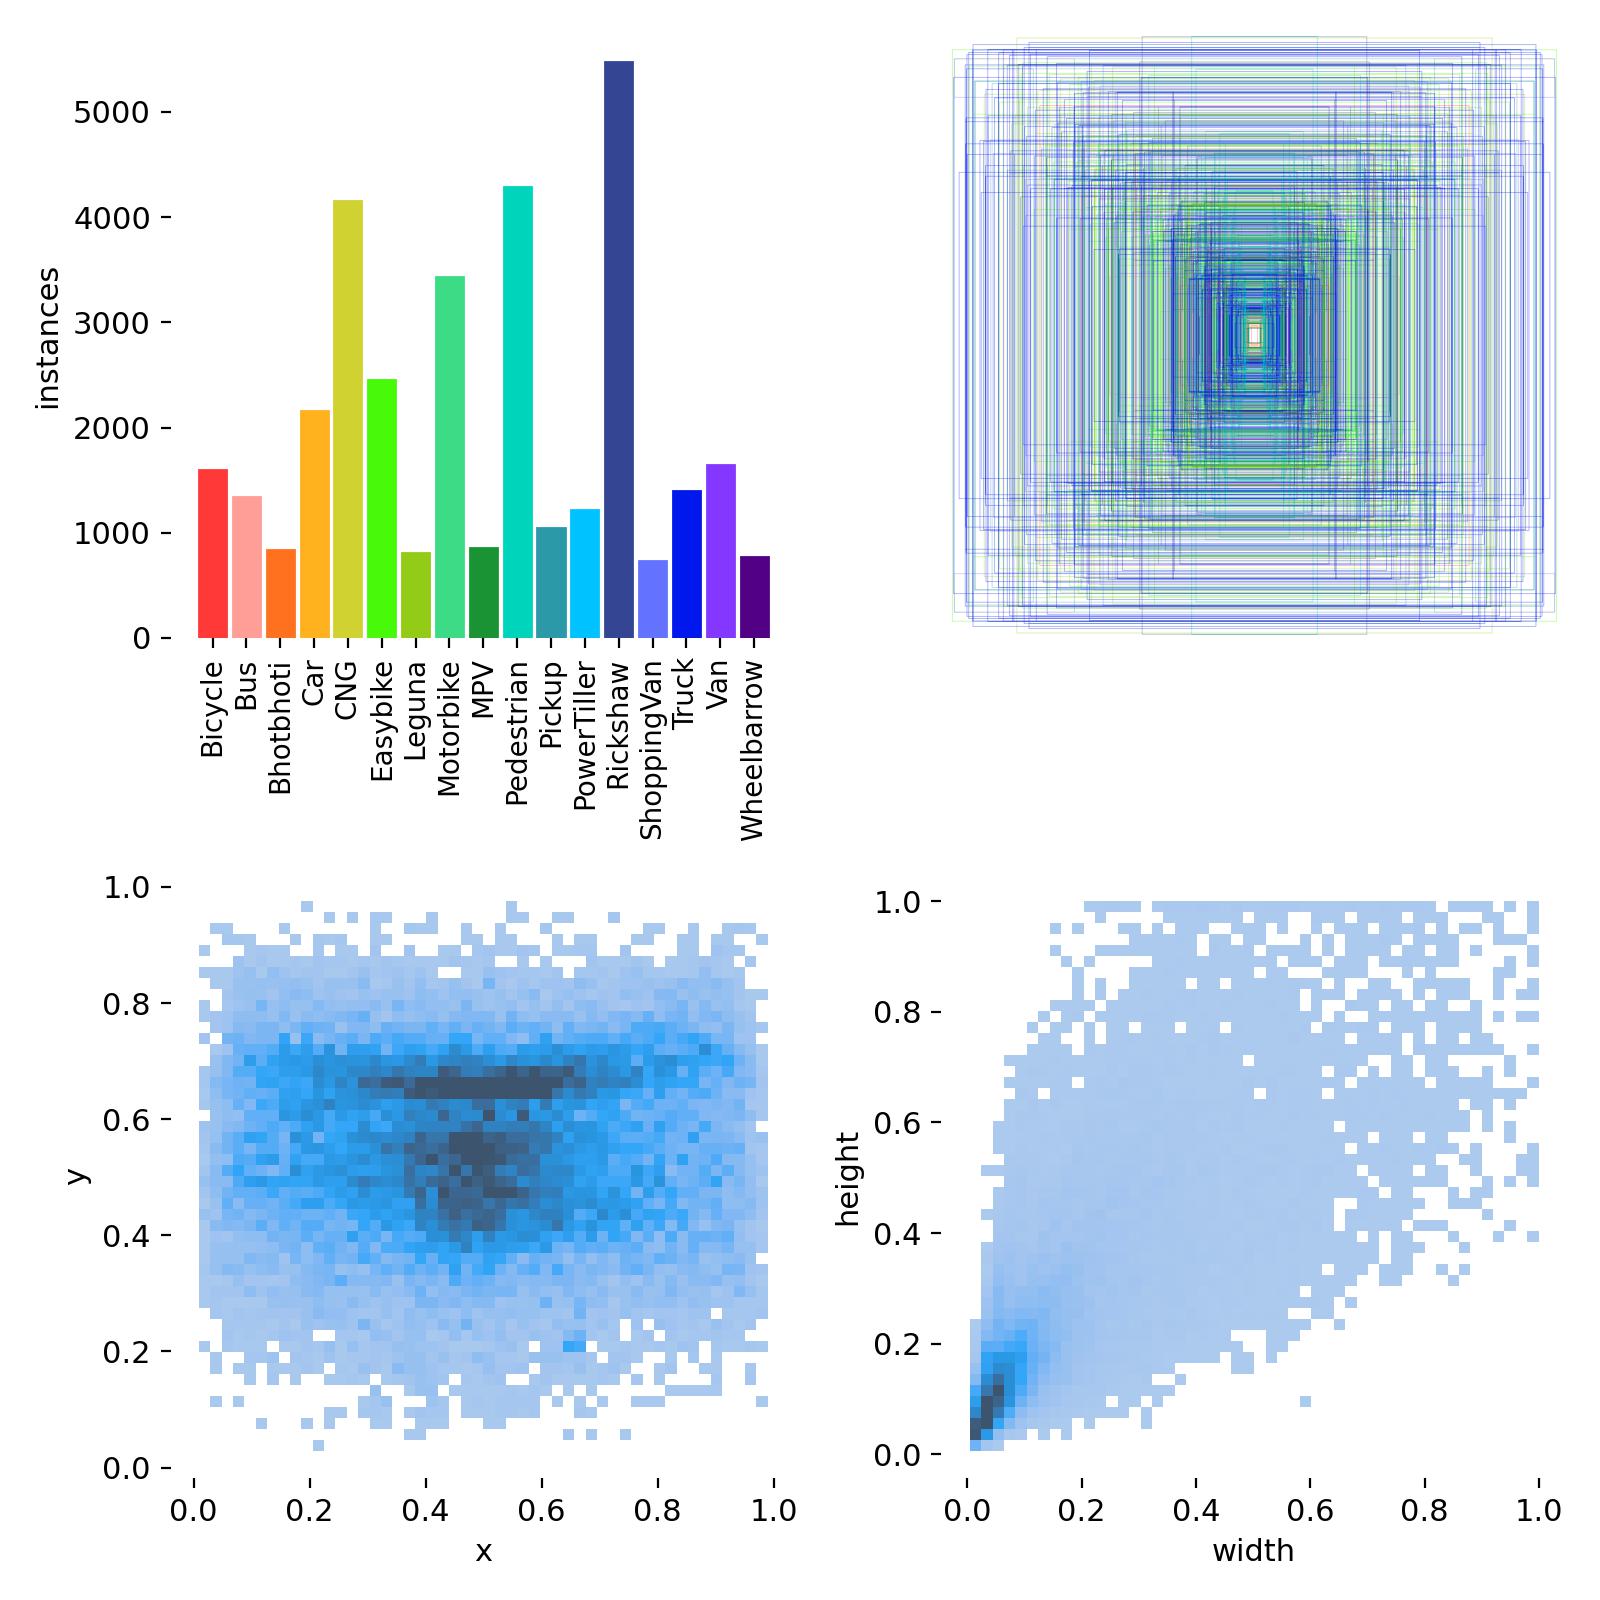 instances
5000
4000
3000
2000
1000
0
Bicycle
Bus
Bhotbhoti
Car
CNG
Easybike
Leguna
Motorbike
MPV
Pedestrian
Pickup
PowerTiller
Rickshaw
ShoppingVan
Truck
Van
Wheelbarrow
y
1.0
0.8
0.6
0.4
0.2
0.0
0.0 0.2 0.4 0.6 0.8 1.0
x
height
1.0
0.8
0.6
0.4
0.2
0.0
0.0 0.2 0.4 0.6 0.8 1.0
width